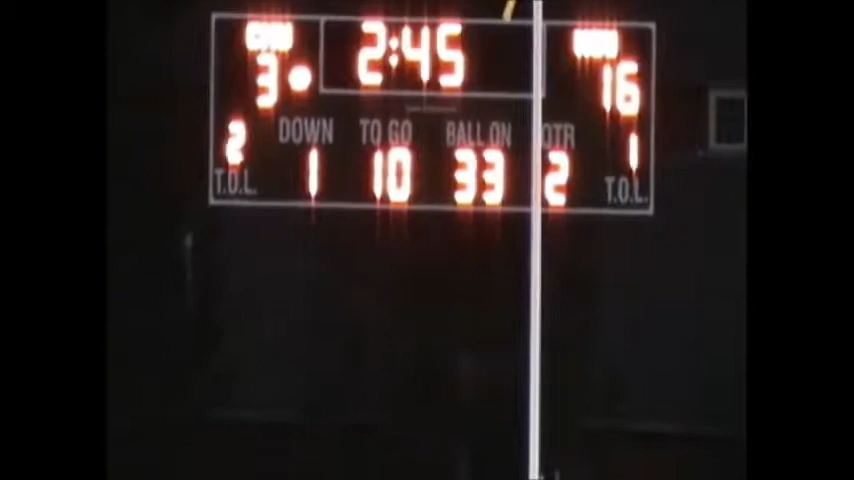 2:45
3 16
DOWN TO GO BALL ON QTR
2 1 10 33 2 1
T.O.L. T.O.L.